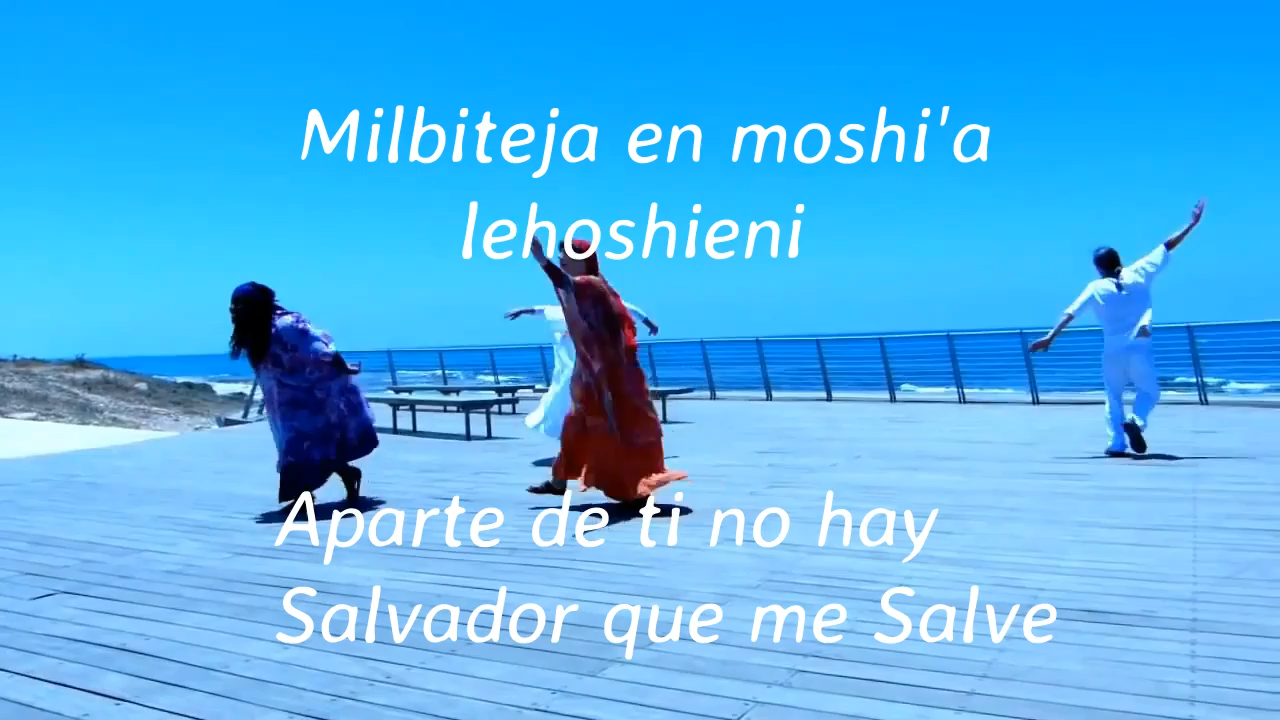 Milbiteja en moshi'a
lehoshieni
Aparte de ti no hay
Salvador que me Salve